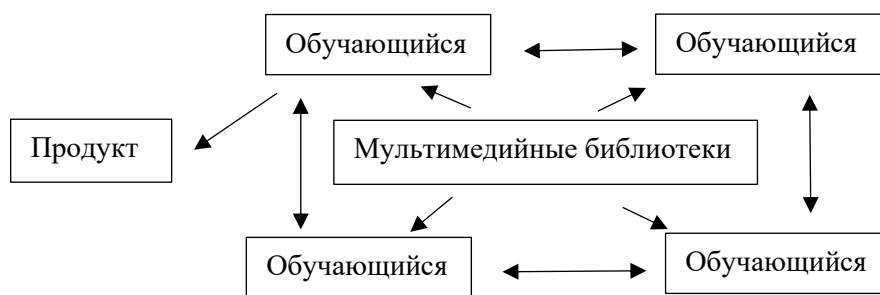 Обучающийся
Обучающийся
Продукт
Мультимедийные библиотеки
Обучающийся
Обучающийся